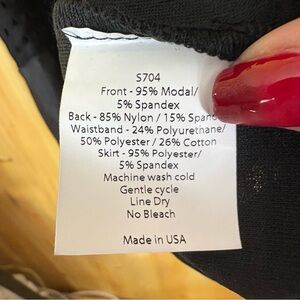 S704
Front - 95% Modal/
5% Spandex
Back - 85% Nylon / 15% Span
Waistband - 24% Polyurethane/
50% Polyester / 26% Cotton
Skirt - 95% Polyester/
5% Spandex
Machine wash cold
Gentle cycle
Line Dry
No Bleach
Made in USA